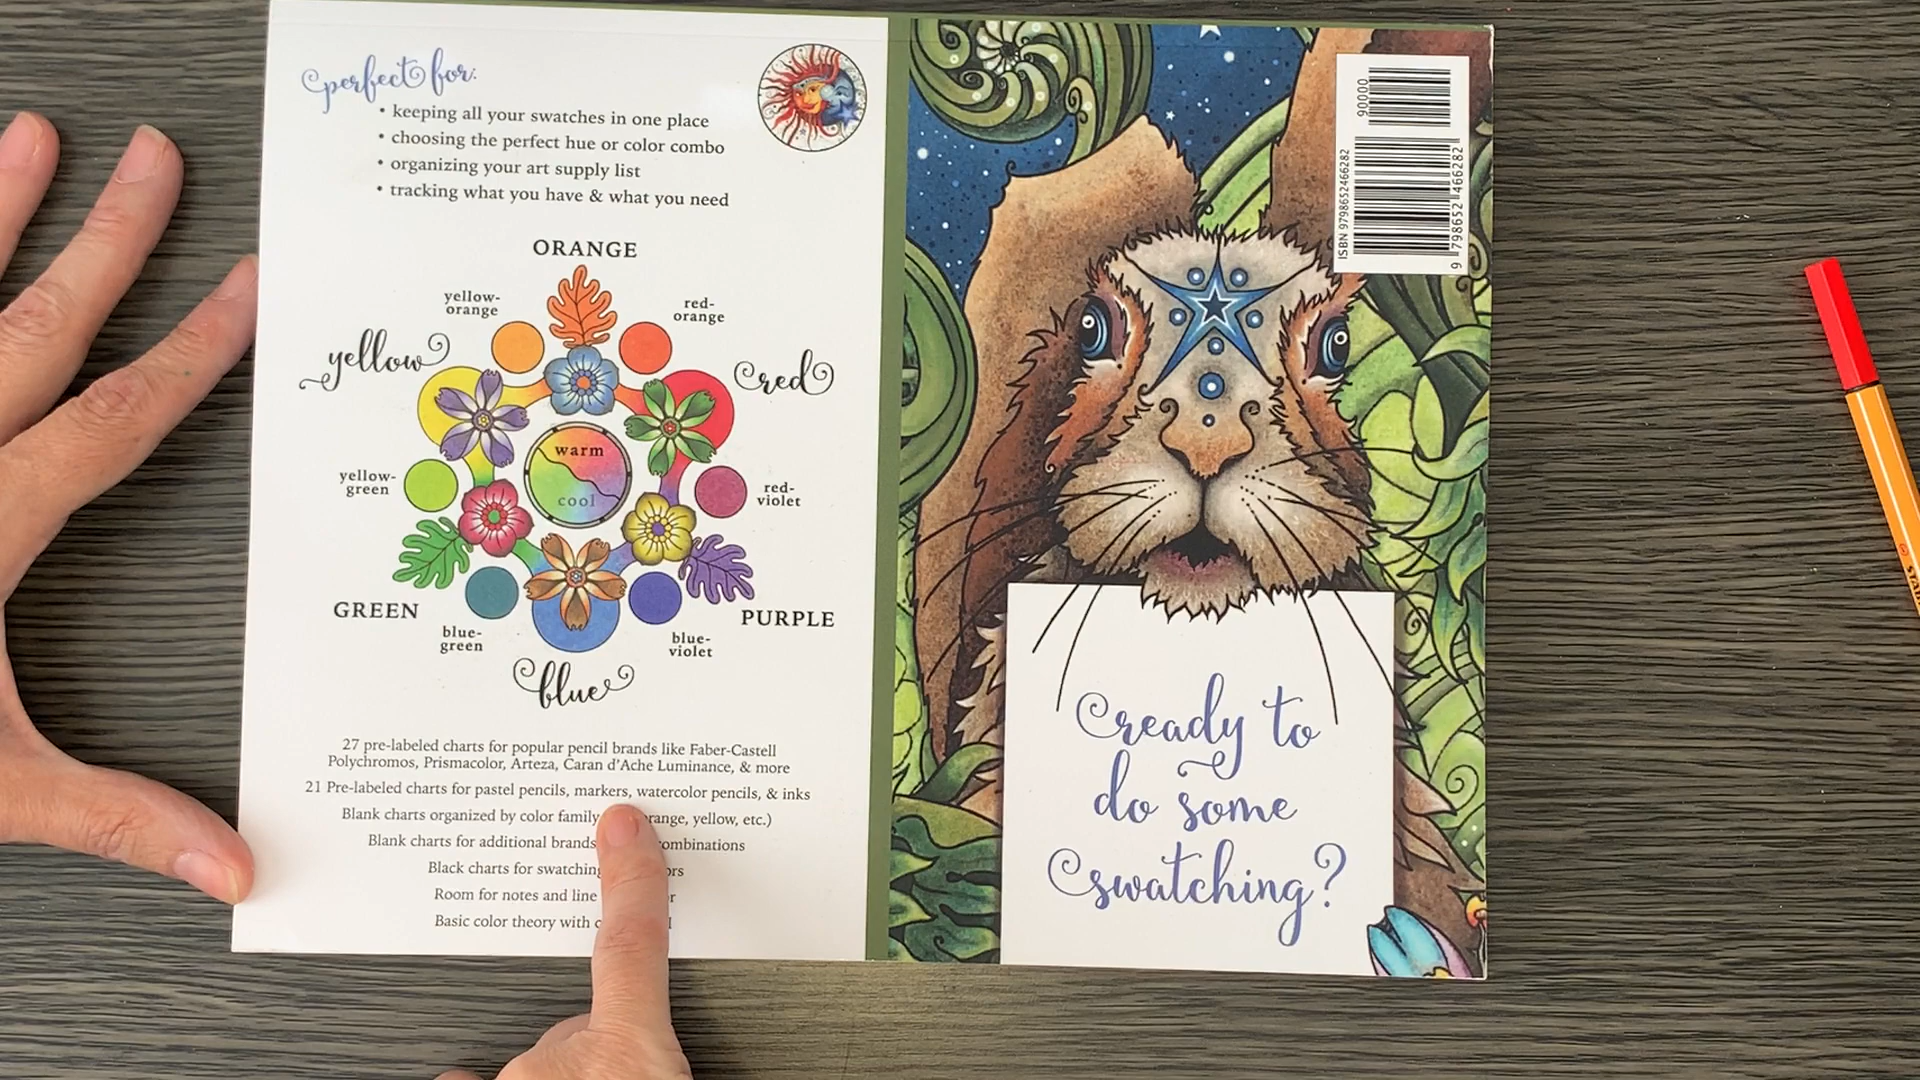 perfect for:
• keeping all your swatches in one place
• choosing the perfect hue or color combo
• organizing your art supply list
• tracking what you have & what you need
ORANGE
yellow-
orange
red-
orange
yellow
red
warm
cool
yellow-
green
red-
violet
GREEN
PURPLE
blue-
green
blue-
violet
blue
27 pre-labeled charts for popular pencil brands like Faber-Castell
Polychromos, Prismacolor, Arteza, Caran d'Ache Luminance, & more
21 Pre-labeled charts for pastel pencils, markers, watercolor pencils, & inks
Blank charts organized by color family yellow, etc.)
Blank charts for additional brands
Black charts for swatching
Room for notes and line
Basic color theory with
90000
ISBN 9798652466282
9 798652 466282
ready to
do some
swatching?